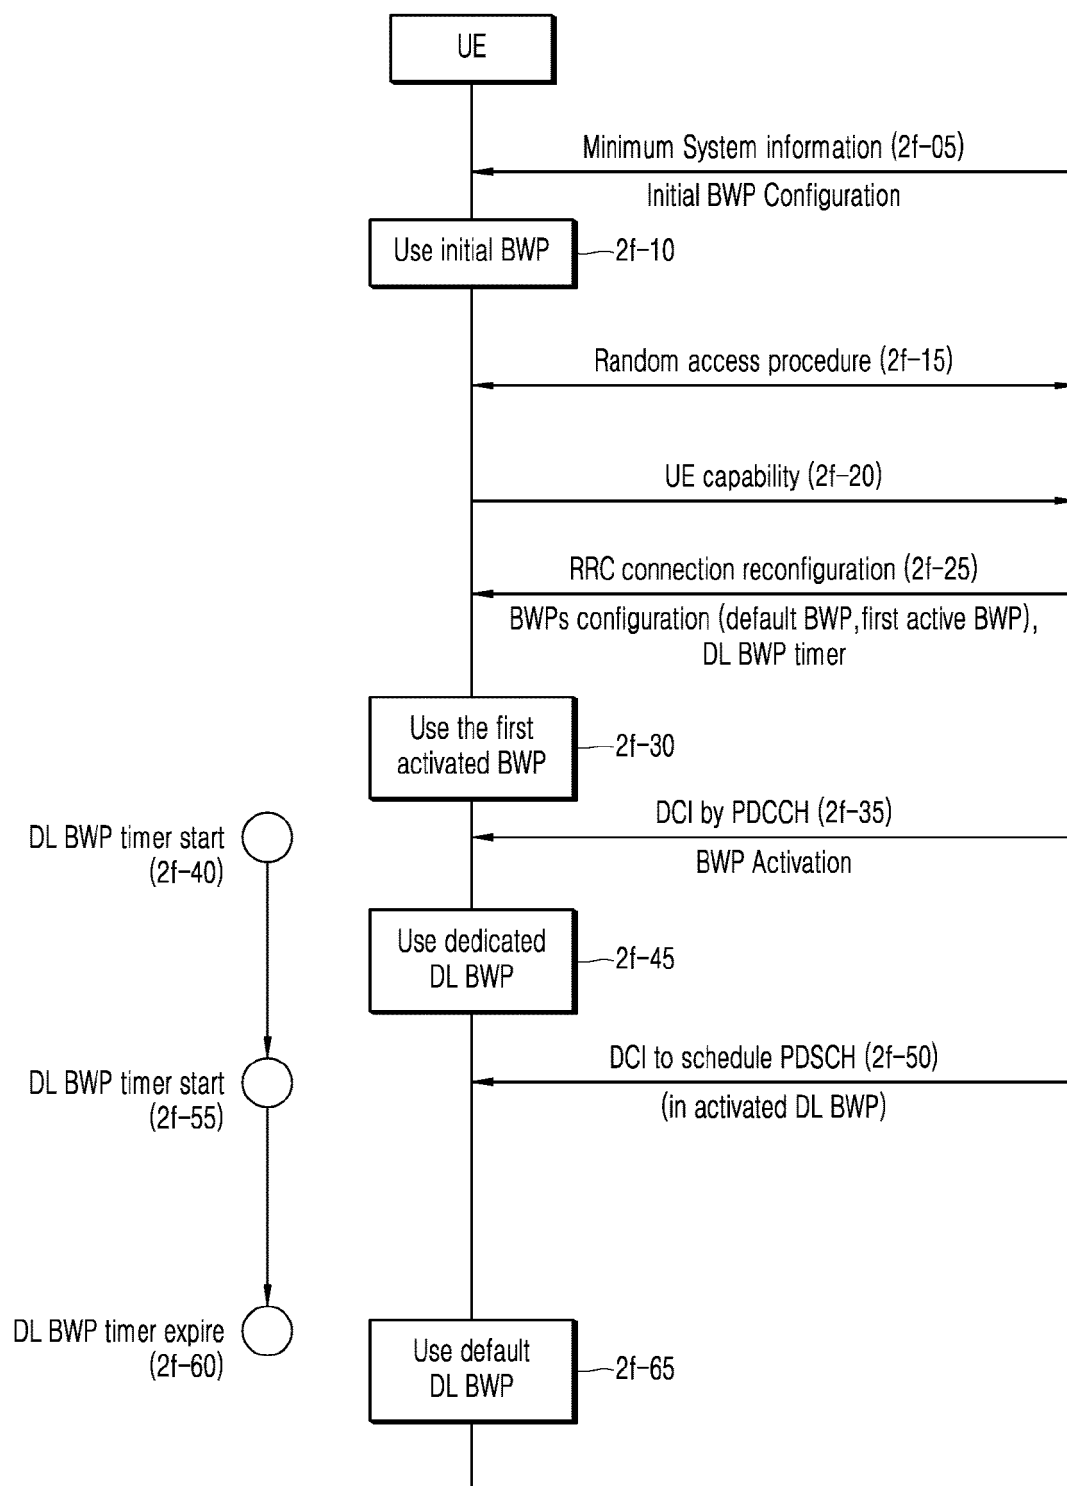 UE
Minimum System information (2f-05)
Initial BWP Configuration
Use initial BWP
2f-10
Random access procedure (2f-15)
UE capability (2f-20)
RRC connection reconfiguration (2f-25)
BWPs configuration (default BWP, first active BWP),
DL BWP timer
Use the first
activated BWP
2f-30
DCI by PDCCH (2f-35)
BWP Activation
DL BWP timer start
(2f-40)
Use dedicated
DL BWP
2f-45
DCI to schedule PDSCH (2f-50)
(in activated DL BWP)
DL BWP timer start
(2f-55)
DL BWP timer expire
(2f-60)
Use default
DL BWP
2f-65